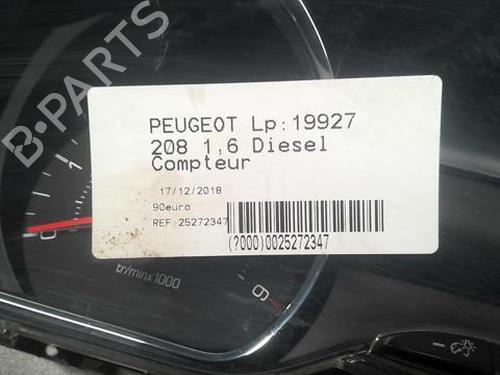 PEUGEOT Lp:19927
208 1,6 Diesel
Compteur
17/12/2018
90euro
REF:25272347
(?000)0025272347
tr/minx1000
0
6